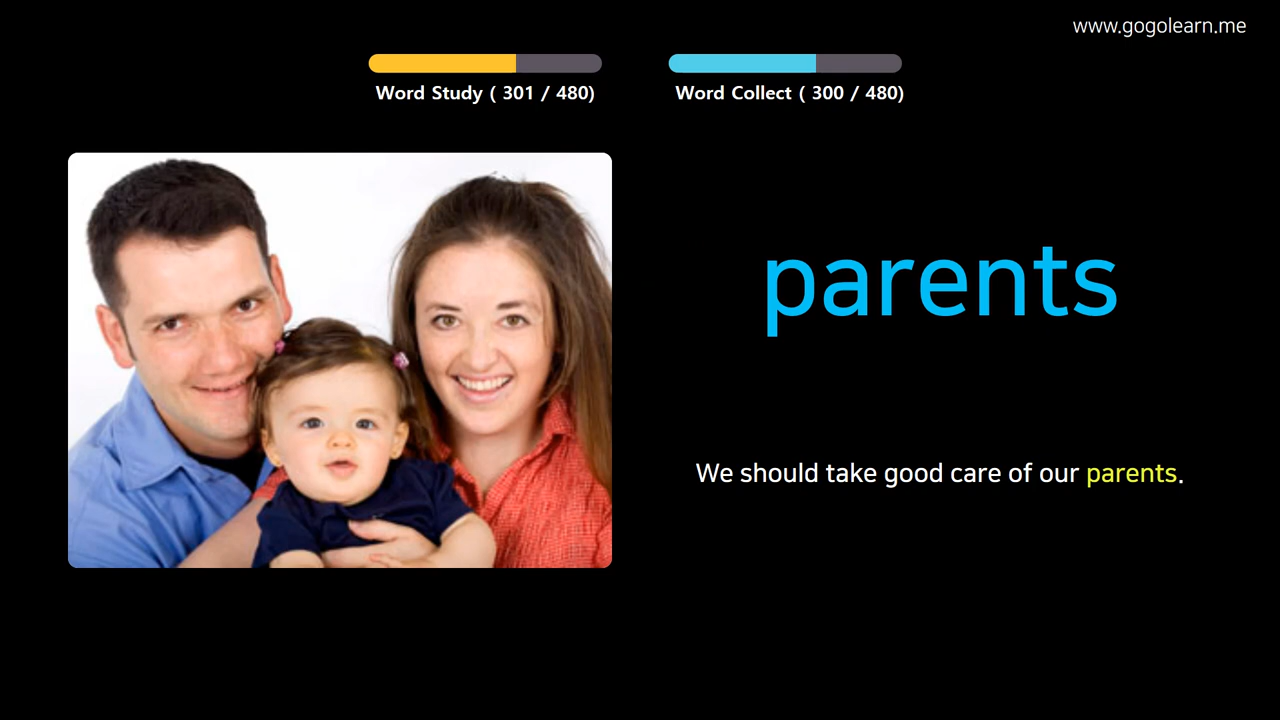 www.gogolearn.me
Word Study ( 301 / 480)
Word Collect ( 300 / 480)
parents
We should take good care of our parents.